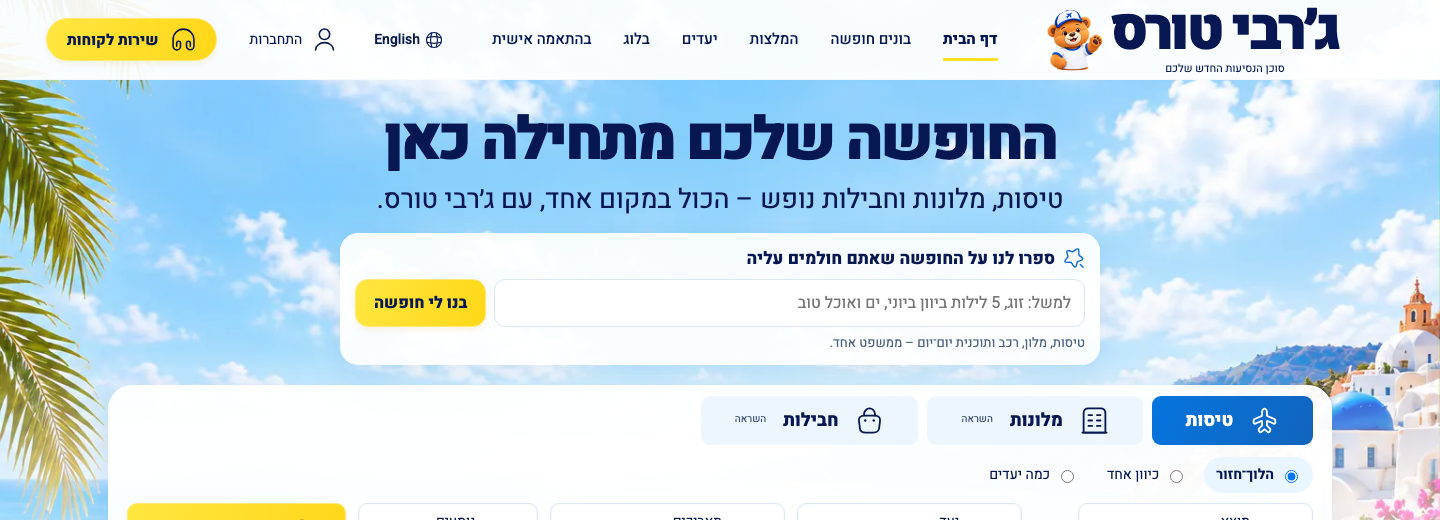 ג'רבי טורס
סוכן הנסיעות החדש שלכם
דף הבית
בונים חופשה
המלצות
יעדים
בלוג
בהתאמה אישית
English
התחברות
שירות לקוחות
החופשה שלכם מתחילה כאן
טיסות, מלונות וחבילות נופש – הכול במקום אחד, עם ג'רבי טורס.
ספרו לנו על החופשה שאתם חולמים עליה
למשל: זוג, 5 לילות ביוון ביוני, ים ואוכל טוב
בנו לי חופשה
טיסות, מלון, רכב ותוכנית יום־יום – ממשפט אחד.
טיסות
מלונות השראה
חבילות השראה
הלוך־חזור
כיוון אחד
כמה יעדים